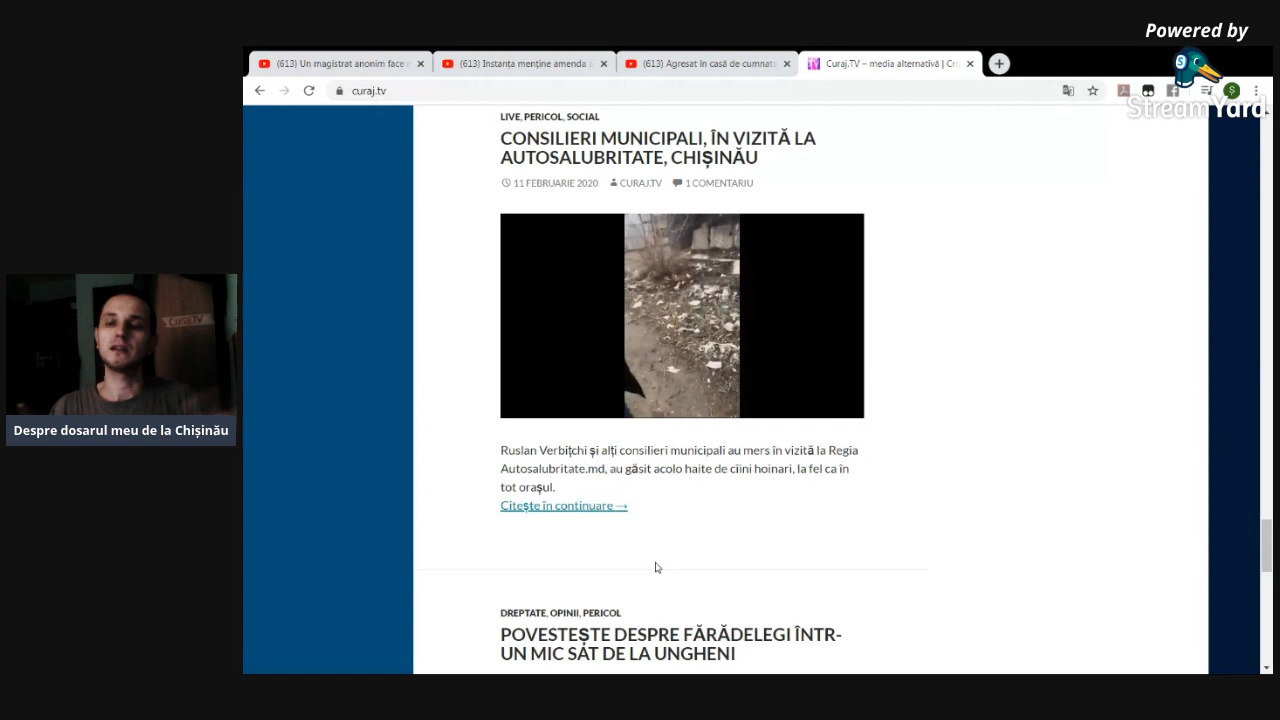 Powered by
StreamYard
(613) Un magistrat anonim face
(613) Instanța menține amenda
(613) Agresat în casă de cumnat
Curaj.TV – media alternativă | Cro
curaj.tv
LIVE, PERICOL, SOCIAL
CONSILIERI MUNICIPALI, ÎN VIZITĂ LA
AUTOSALUBRITATE, CHIȘINĂU
11 FEBRUARIE 2020 CURAJ.TV 1 COMENTARIU
Curaj.TV
Despre dosarul meu de la Chișinău
Ruslan Verbițchi și alți consilieri municipali au mers în vizită la Regia
Autosalubritate.md, au găsit acolo haite de cîini hoinari, la fel ca în
tot orașul.
Citește în continuare →
DREPTATE, OPINII, PERICOL
POVESTEȘTE DESPRE FĂRĂDELEGI ÎNTR-
UN MIC SAT DE LA UNGHENI